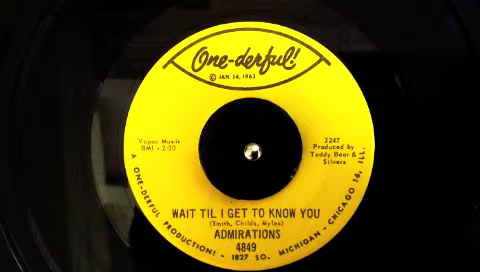 One-derful!
© JAN. 14, 1963
Vapac Music
BMI - 2:30
3247
Produced by
Teddy Bear &
Silvers
WAIT TIL I GET TO KNOW YOU
(Smith, Childs, Myles)
ADMIRATIONS
4849
A ONE-DERFUL PRODUCTION! - 1827 SO. MICHIGAN - CHICAGO 16, ILL.